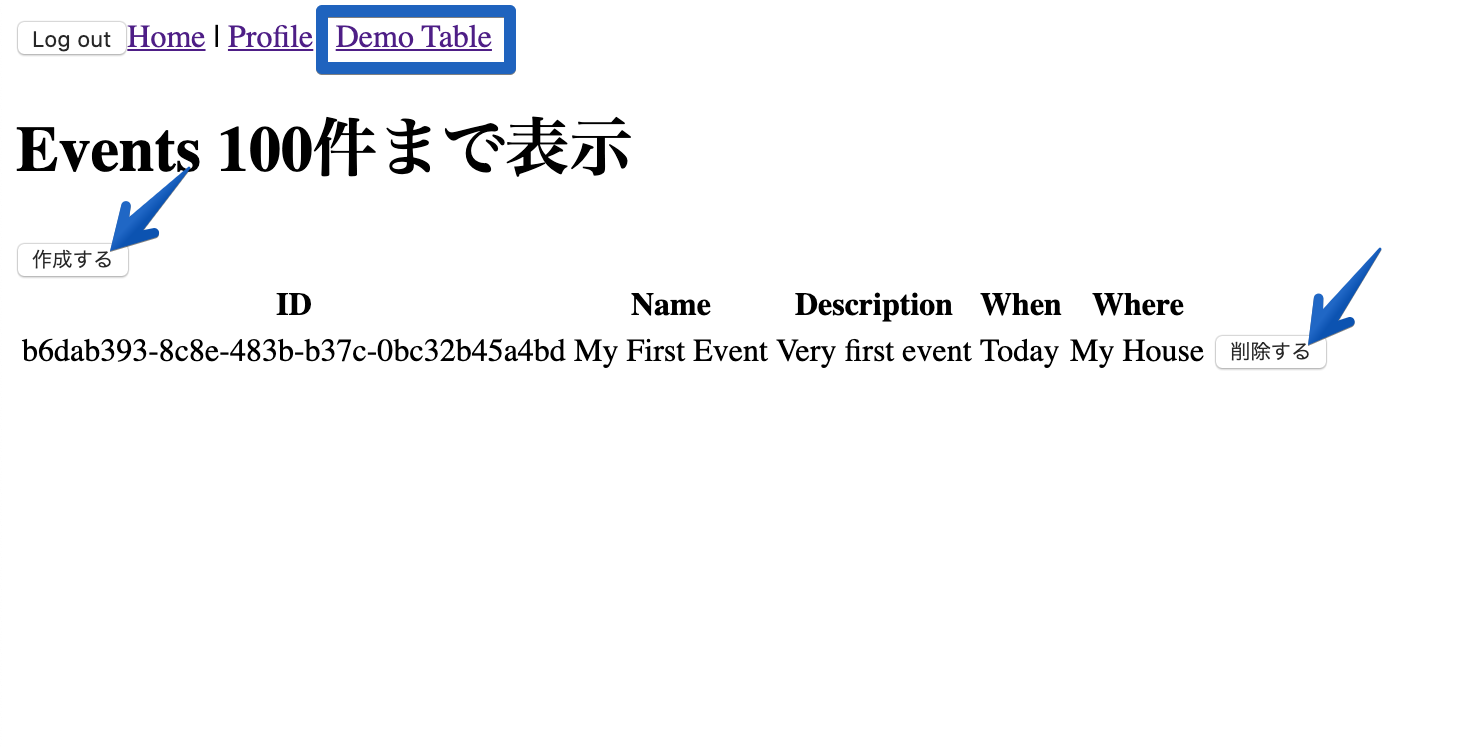 Log out Home | Profile Demo Table
Events 100件まで表示
作成する
ID Name Description When Where
b6dab393-8c8e-483b-b37c-0bc32b45a4bd My First Event Very first event Today My House 削除する